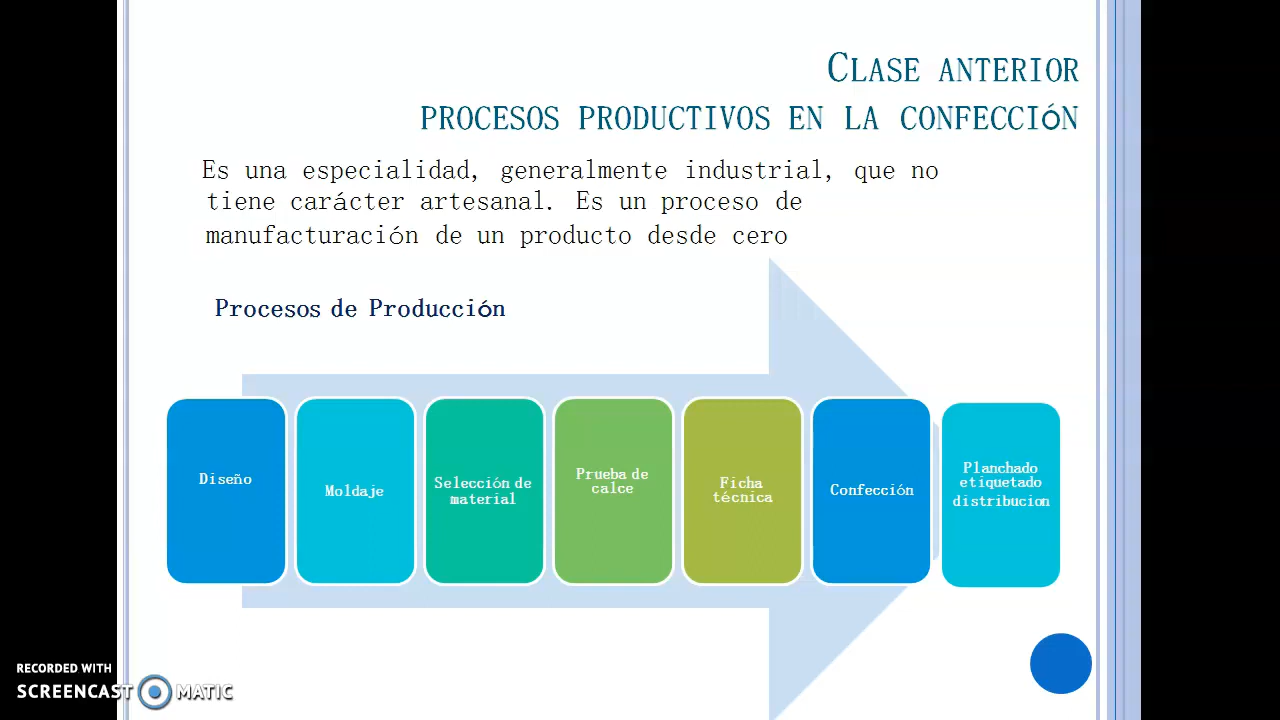 CLASE ANTERIOR
PROCESOS PRODUCTIVOS EN LA CONFECCIÓN
Es una especialidad, generalmente industrial, que no
tiene carácter artesanal. Es un proceso de
manufacturación de un producto desde cero
Procesos de Producción
Diseño
Moldaje
Selección de
material
Prueba de
calce
Ficha
técnica
Confección
Planchado
etiquetado
distribucion
RECORDED WITH
SCREENCAST MATIC